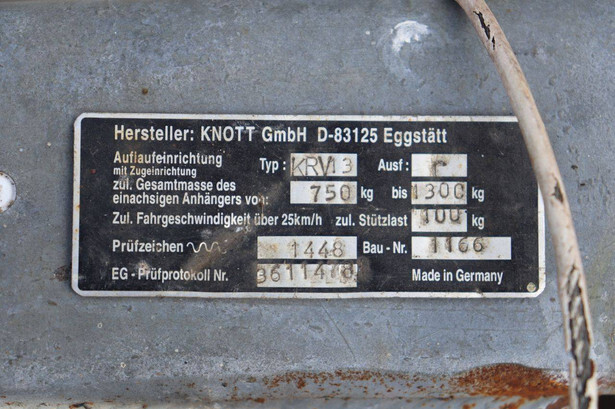 Hersteller: KNOTT GmbH D-83125 Eggstätt
Auflaufeinrichtung Typ: KRV13 Ausf:
mit Zugeinrichtung
zul. Gesamtmasse des
einachsigen Anhängers von: 750 kg bis 1300 kg
Zul. Fahrgeschwindigkeit über 25km/h zul. Stützlast 100 kg
Prüfzeichen 1448 Bau-Nr. 1166
EG-Prüfprotokoll Nr. Made in Germany